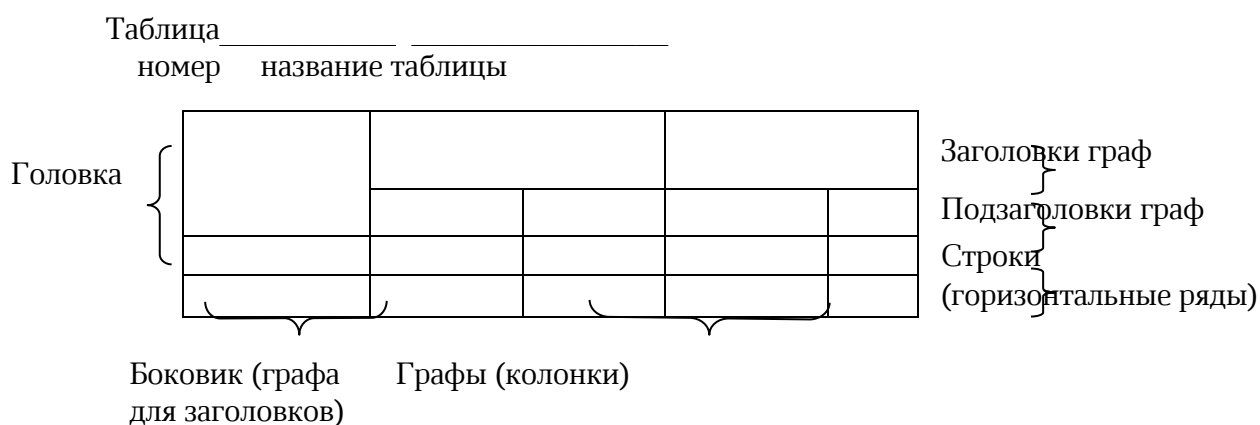 Таблица___________ ________________
номер название таблицы
Заголовки граф
Головка
Подзаголовки граф
Строки
(горизонтальные ряды)
Боковик (графа
для заголовков)
Графы (колонки)